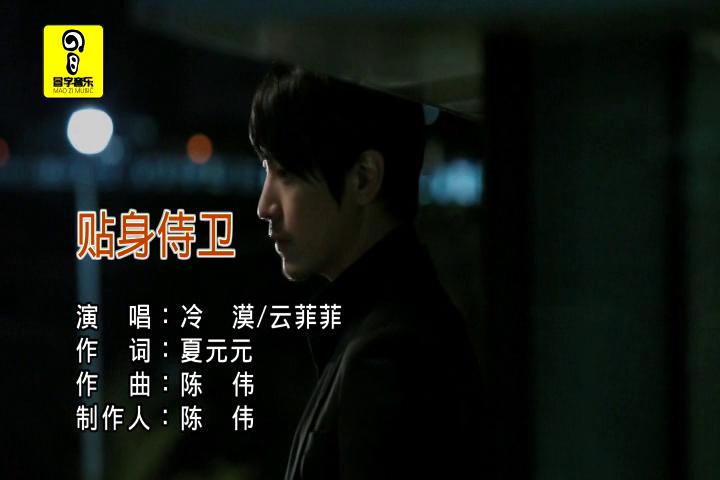 冒字音乐
MAO ZI MUSIC
贴身侍卫
演 唱：冷 漠/云菲菲
作 词：夏元元
作 曲：陈 伟
制作人：陈 伟